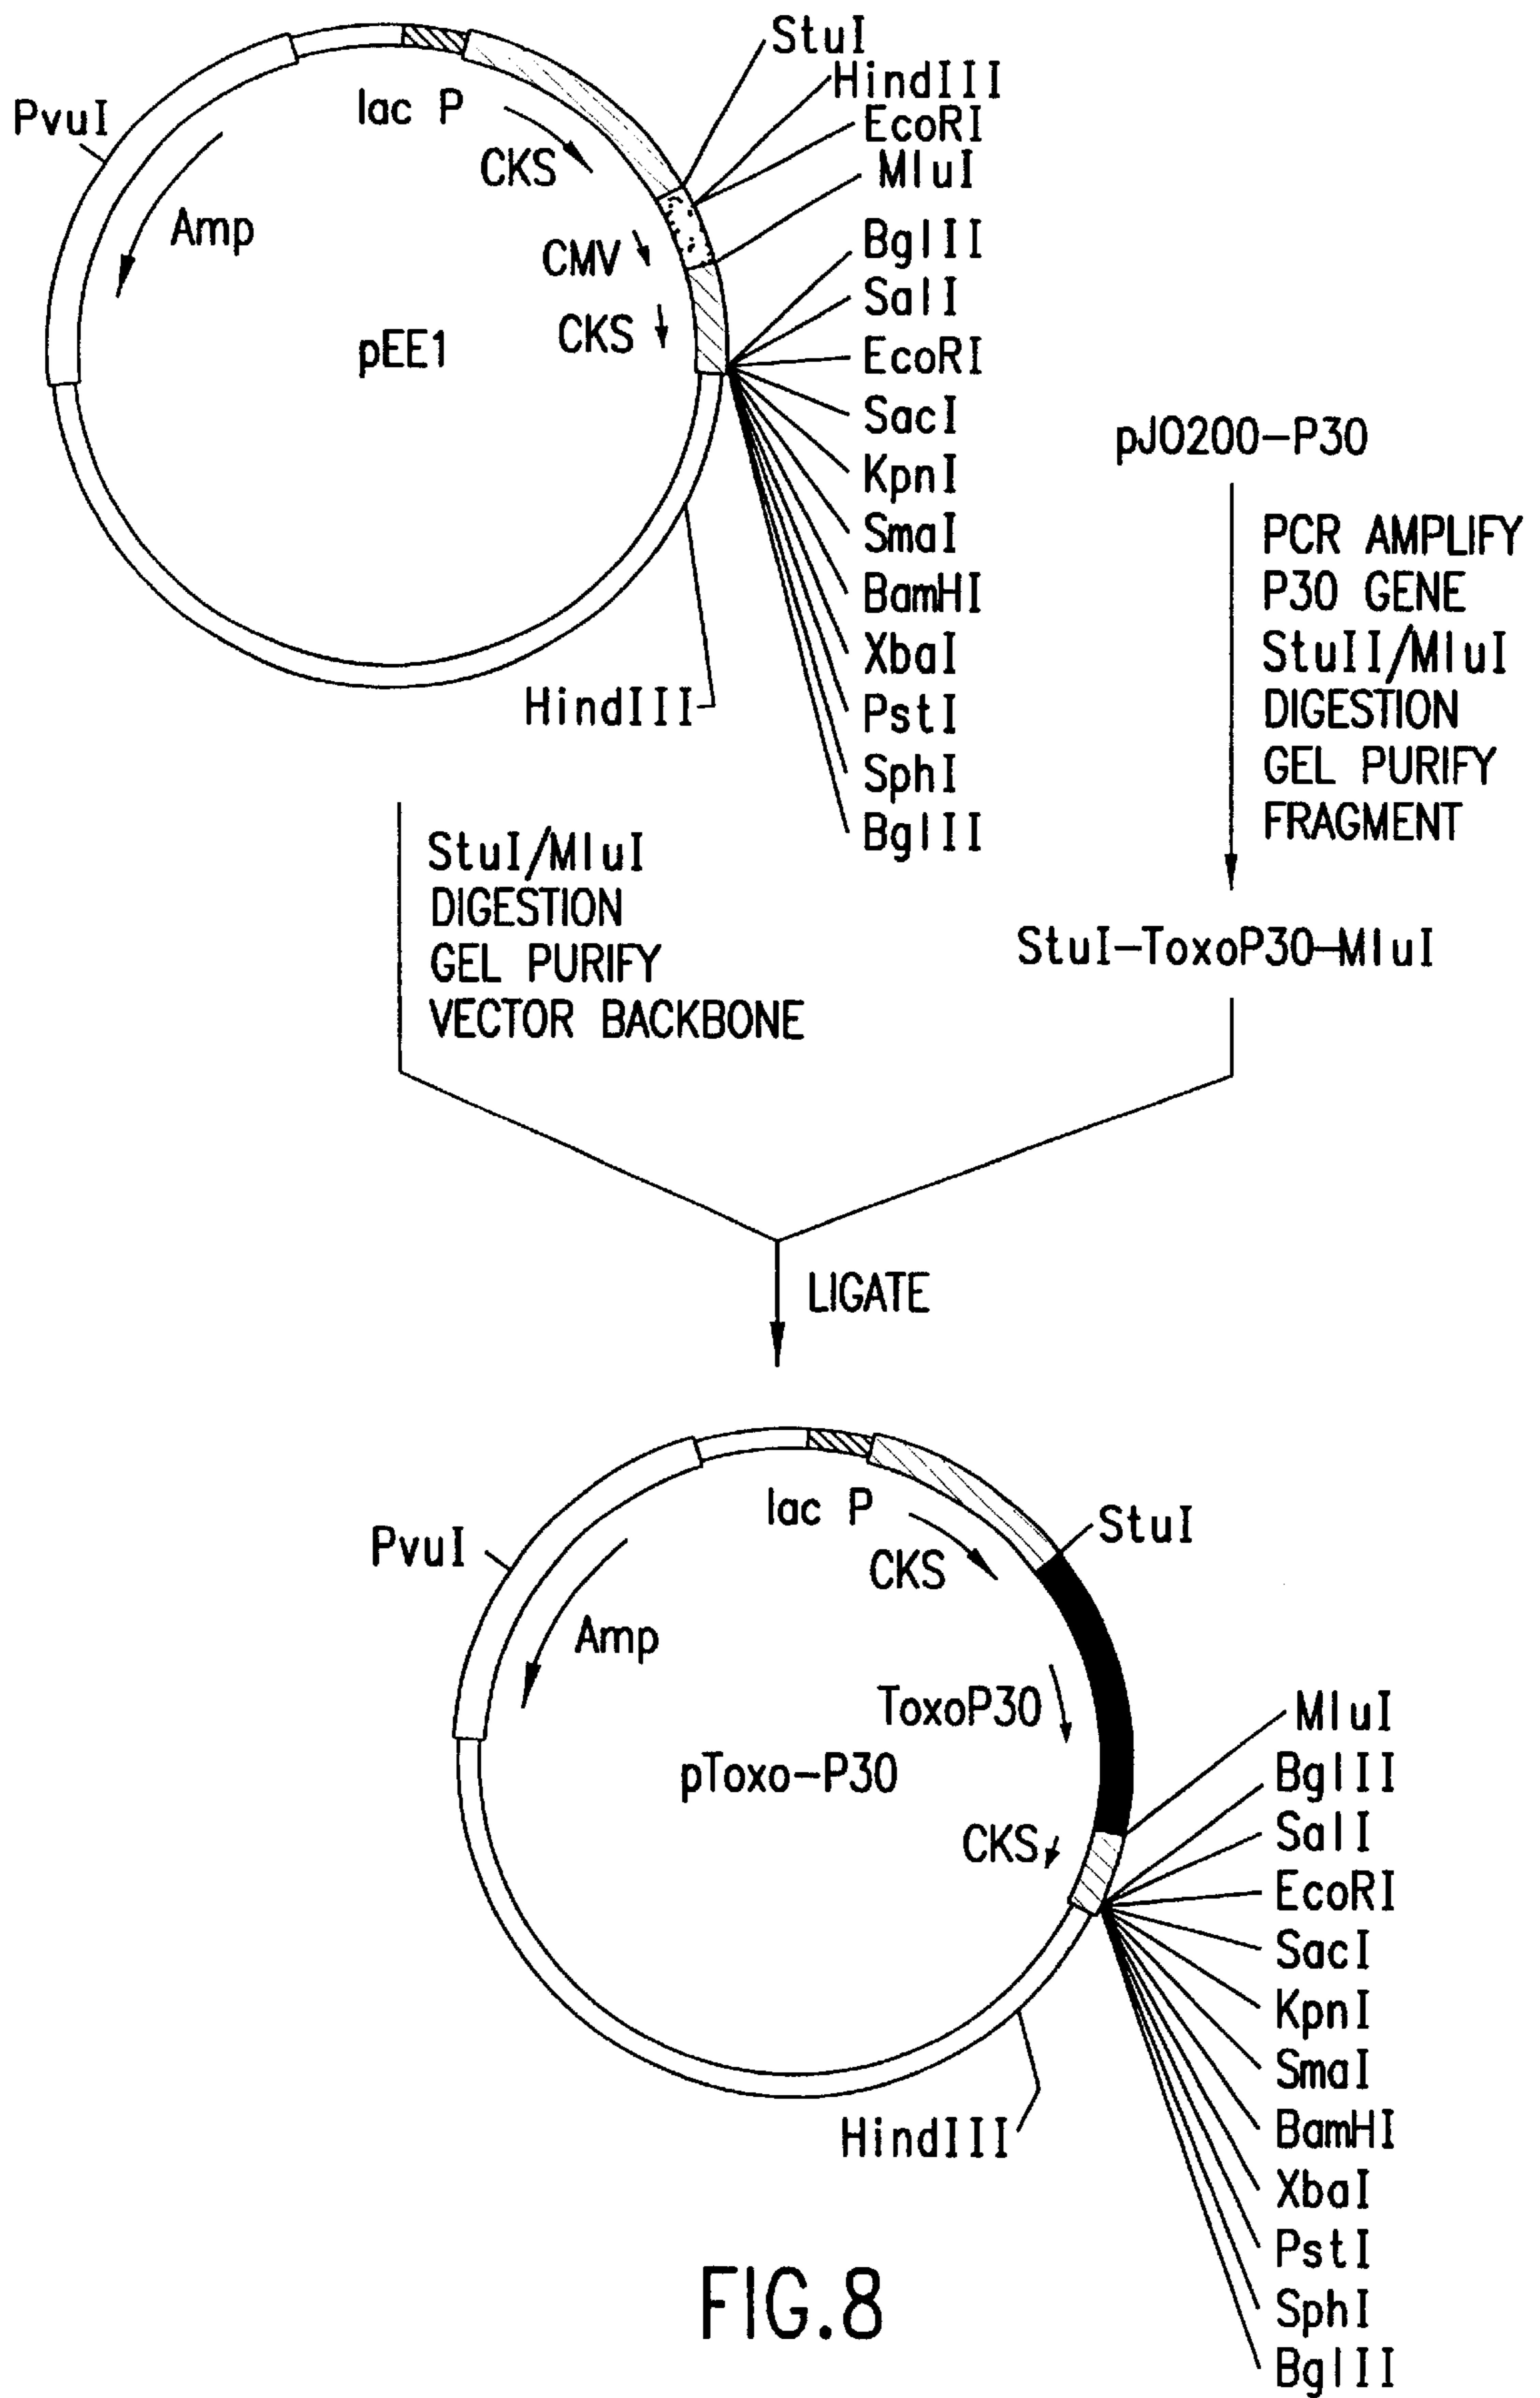 StuI
HindIII
EcoRI
MluI
PvuI
lac P
CKS
Amp
CMV
CKS
pEE1
BglII
SalI
EcoRI
SacI
KpnI
SmaI
BamHI
XbaI
PstI
SphI
BglII
HindIII
pJO200-P30
PCR AMPLIFY
P30 GENE
StuII/MluI
DIGESTION
GEL PURIFY
FRAGMENT
StuI/MluI
DIGESTION
GEL PURIFY
VECTOR BACKBONE
StuI-ToxoP30-MluI
LIGATE
lac P
StuI
PvuI
CKS
Amp
ToxoP30
pToxo-P30
CKS
MluI
BglII
SalI
EcoRI
SacI
KpnI
SmaI
BamHI
XbaI
PstI
SphI
BglII
HindIII
FIG.8